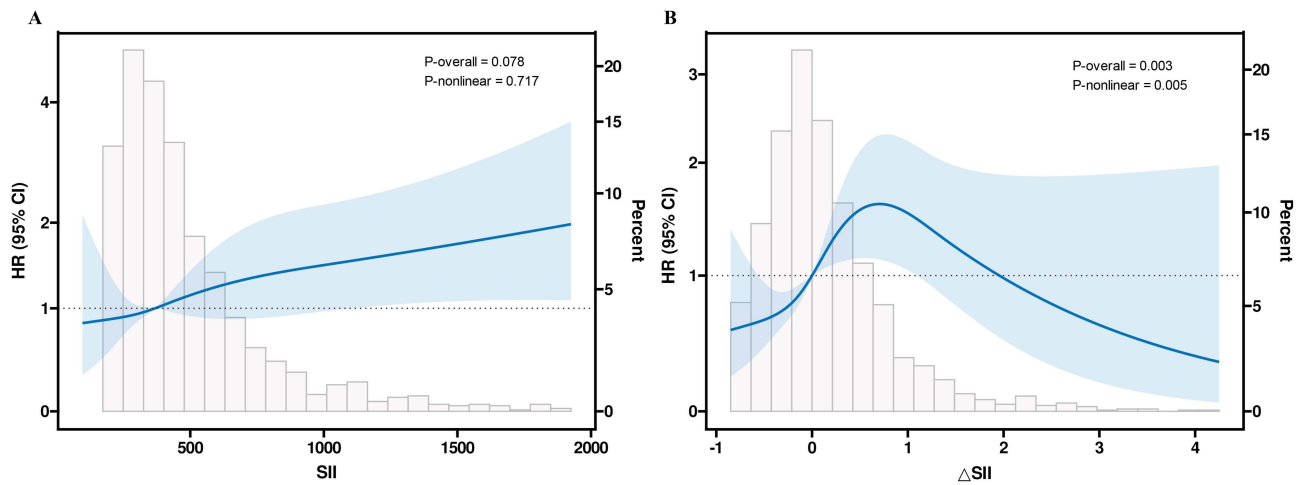 A
P-overall = 0.078
P-nonlinear = 0.717
HR (95% CI)
4
2
1
0
20
15
10
5
0
Percent
500
1000
1500
2000
SII
B
P-overall = 0.003
P-nonlinear = 0.005
HR (95% CI)
3
2
1
0
20
15
10
5
0
Percent
-1
0
1
2
3
4
△SII